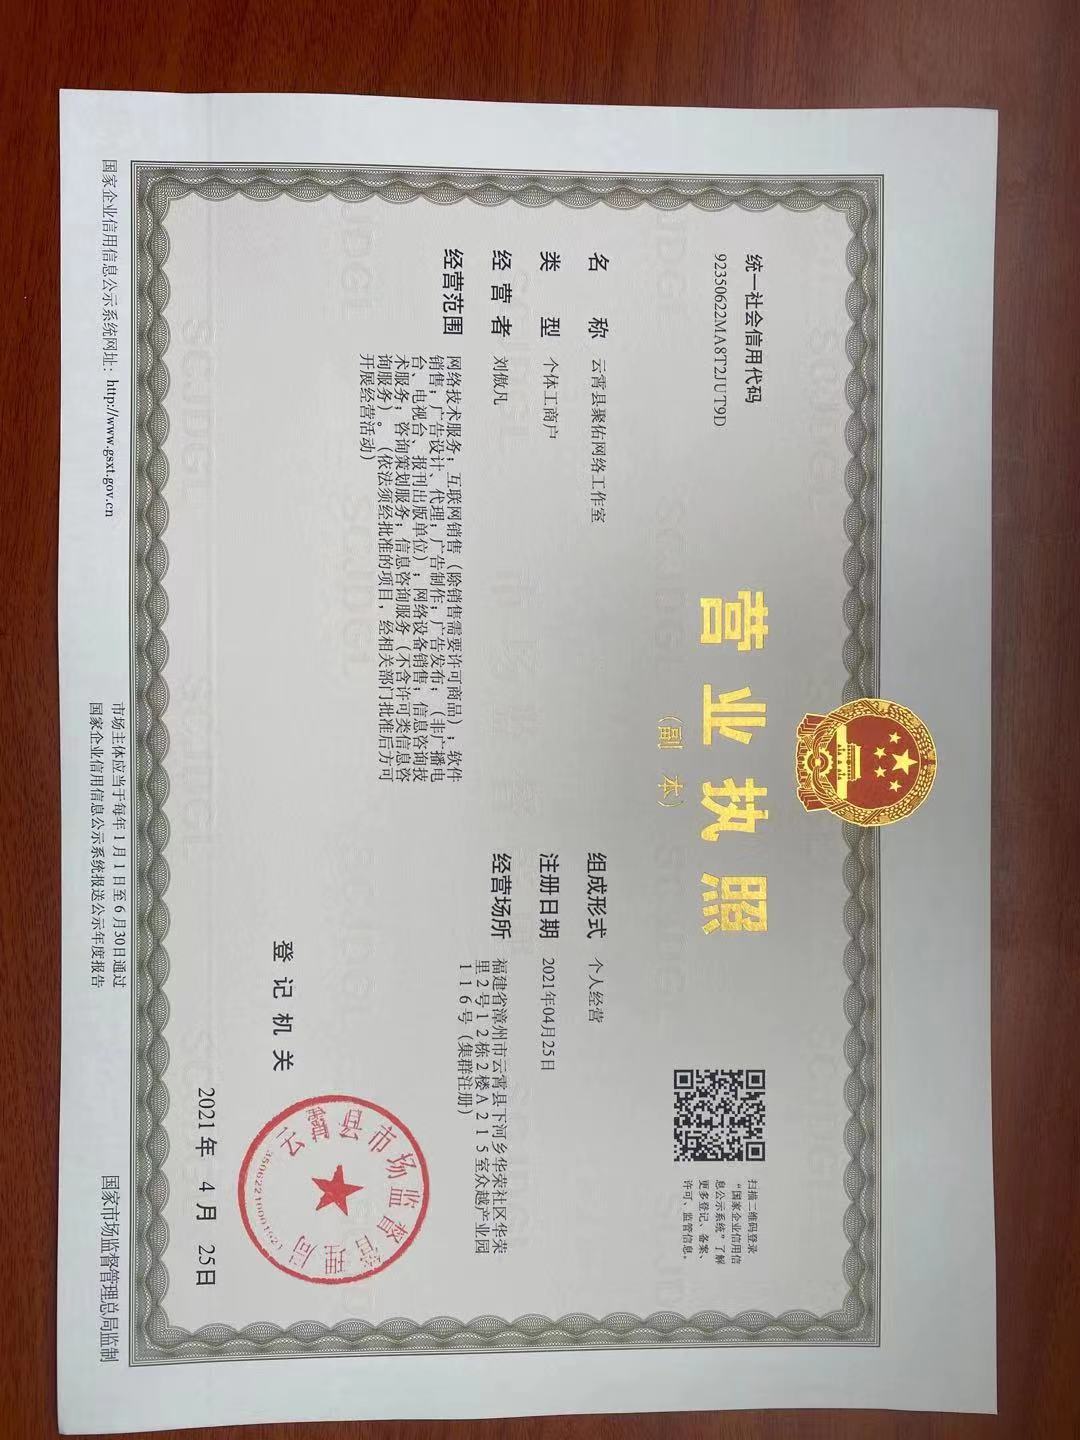 统一社会信用代码
92350622MA8T2JUT9D
营业执照
(副 本)
扫描二维码登录
“国家企业信用信
息公示系统”了解
更多登记、备案、
许可、监管信息。
名 称 云霄县聚佑网络工作室
类 型 个体工商户
经营者 刘傲凡
经营范围 网络技术服务；互联网销售（除销售需要许可商品）；软件
销售；广告设计、代理；广告制作；广告发布；（非广播电
台、电视台、报刊出版单位）；网络设备销售；信息咨询技
术服务；咨询策划服务；信息咨询服务（不含许可类信息咨
询服务）。（依法须经批准的项目，经相关部门批准后方可
开展经营活动）
组成形式 个人经营
注册日期 2021年04月25日
经营场所 福建省漳州市云霄县下河乡华荣社区华荣
里２号１２栋２楼Ａ２１５室众越产业园
１１６号（集群注册）
云霄县市场监督管理局
登记机关
2021年 4月 25日
国家企业信用信息公示系统网址：http://www.gsxt.gov.cn
市场主体应当于每年1月1日至6月30日通过
国家企业信用信息公示系统报送公示年度报告
国家市场监督管理总局监制
SCJDGL
市场监督管理